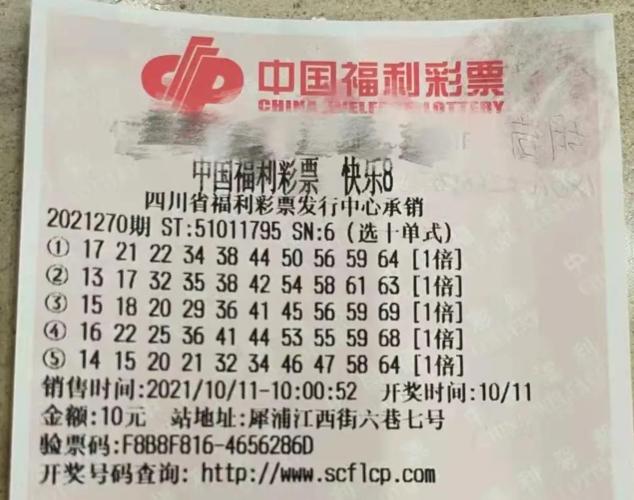 中国福利彩票
CHINA WELFARE LOTTERY
中国福利彩票 快乐8
四川省福利彩票发行中心承销
2021270期 ST:51011795 SN:6 (选十单式)
① 17 21 22 34 38 44 50 56 59 64 [1倍]
② 13 17 32 35 38 42 54 58 61 63 [1倍]
③ 15 18 20 29 36 41 45 56 59 69 [1倍]
④ 16 22 25 36 41 44 53 55 59 68 [1倍]
⑤ 14 15 20 21 32 34 46 47 58 64 [1倍]
销售时间:2021/10/11-10:00:52 开奖时间:10/11
金额:10元 站地址:犀浦江西街六巷七号
验票码:F8B8F816-4656286D
开奖号码查询: http://www.scflcp.com